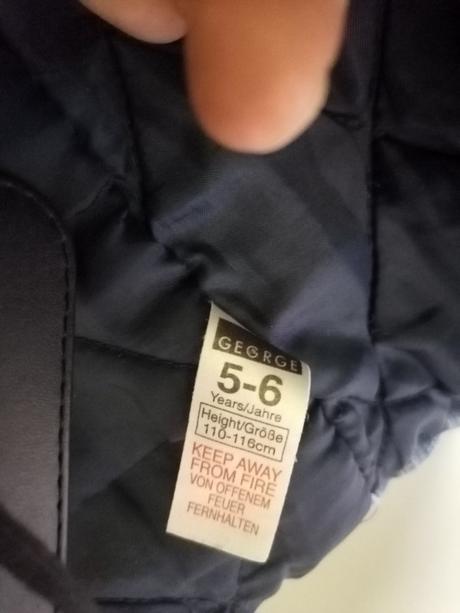 GEORGE
5-6
Years/Jahre
Height/Größe
110-116cm
KEEP AWAY
FROM FIRE
VON OFFENEM
FEUER
FERNHALTEN